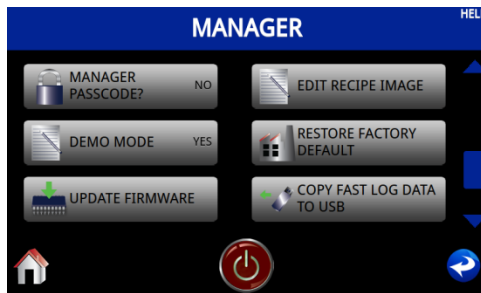 MANAGER
HEL
MANAGER
PASSCODE?
NO
EDIT RECIPE IMAGE
DEMO MODE
YES
RESTORE FACTORY
DEFAULT
UPDATE FIRMWARE
COPY FAST LOG DATA
TO USB